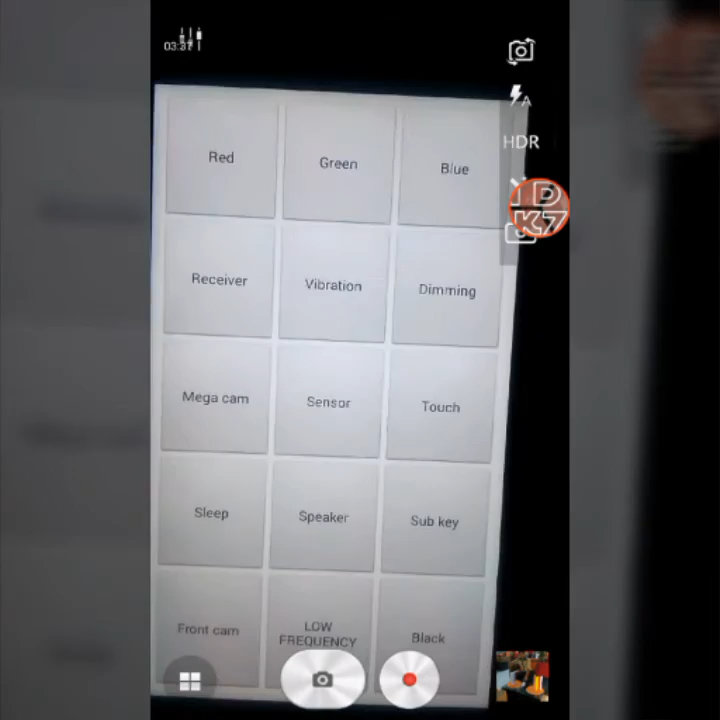 03:37
A
HDR
D
K7
Red
Green
Blue
Receiver
Vibration
Dimming
Mega cam
Sensor
Touch
Sleep
Speaker
Sub key
Front cam
LOW
FREQUENCY
Black